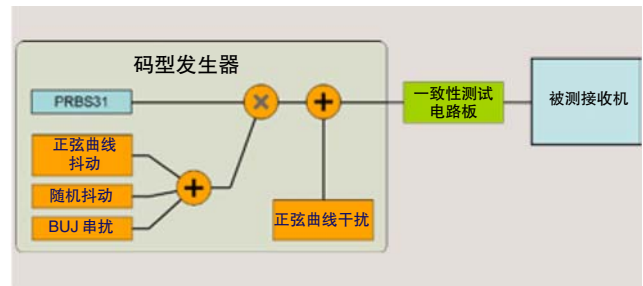 码型发生器
PRBS31
正弦曲线
抖动
随机抖动
BUJ 串扰
正弦曲线干扰
一致性测试
电路板
被测接收机